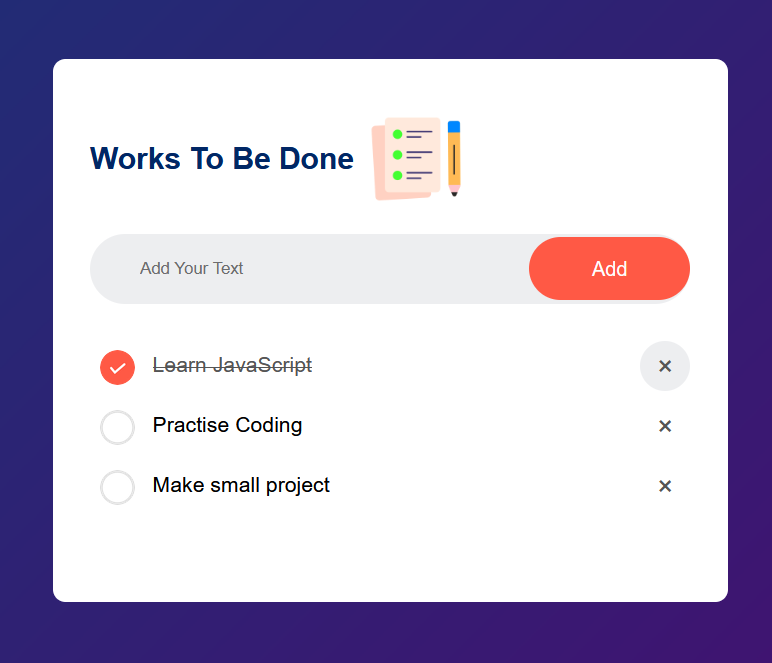 Works To Be Done
Add Your Text
Add
Learn JavaScript
Practise Coding
Make small project